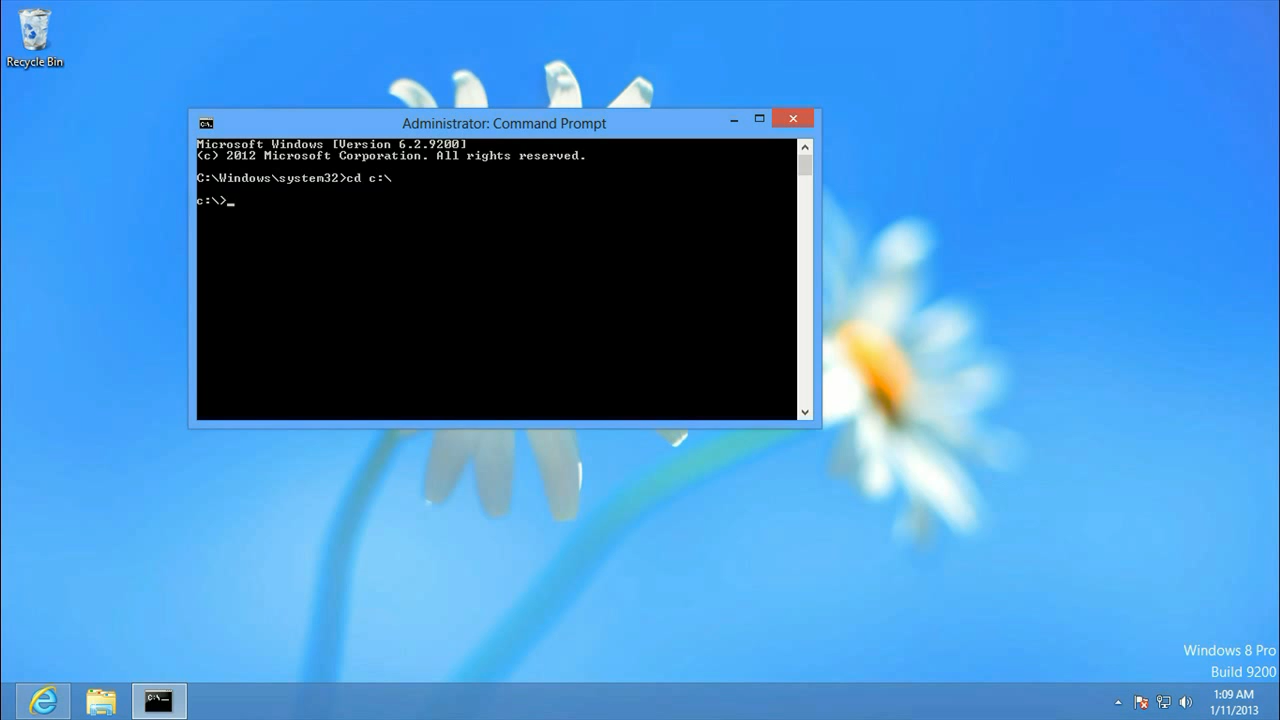 Recycle Bin
Administrator: Command Prompt
Microsoft Windows [Version 6.2.9200]
(c) 2012 Microsoft Corporation. All rights reserved.
C:\Windows\system32>cd c:\
c:\>_
Windows 8 Pro
Build 9200
1:09 AM
1/11/2013